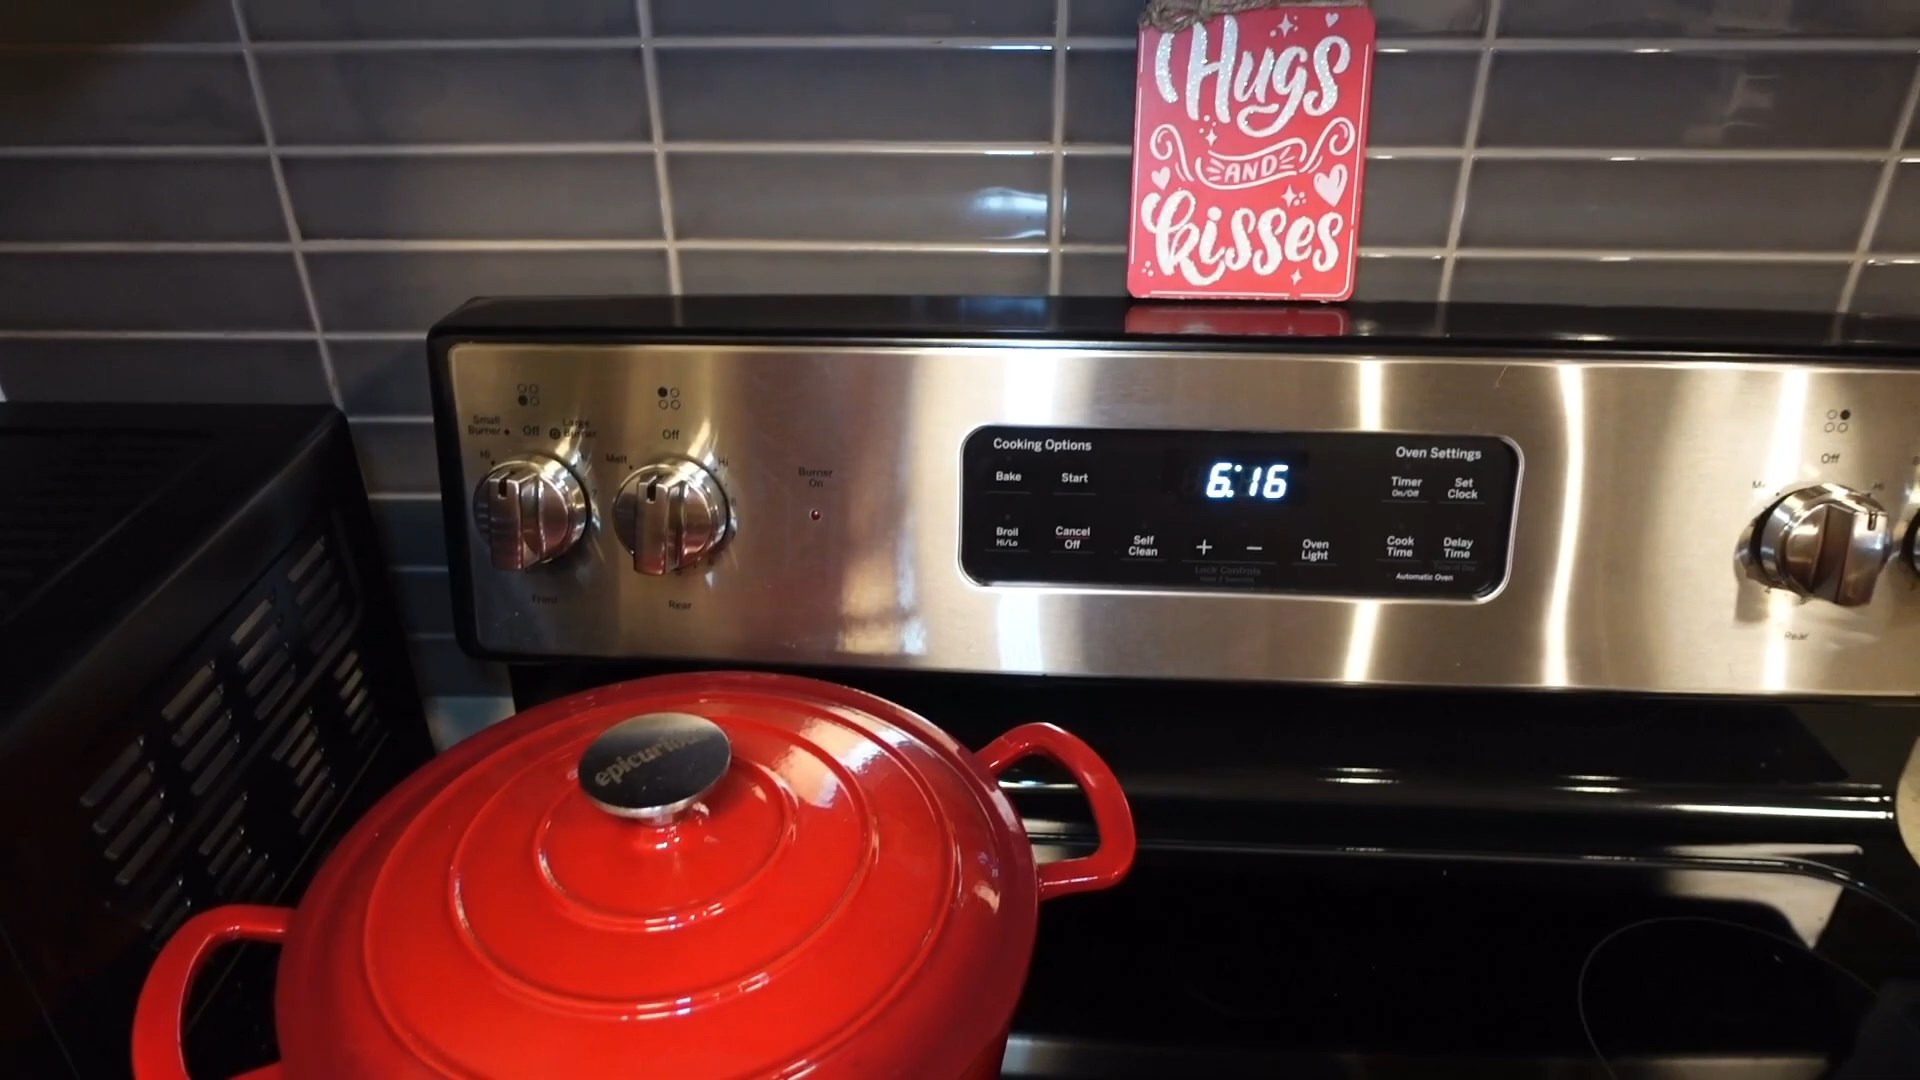 Hugs
AND
kisses
Small
Burner
Off
Large
Burner
Hi
Front
Off
Melt
Hi
Rear
Burner
On
Cooking Options
Bake
Start
Broil
Hi/Lo
Cancel
Off
Self
Clean
6:16
+
−
Lock Controls
Oven
Light
Oven Settings
Timer
On/Off
Set
Clock
Cook
Time
Delay
Time
Automatic Oven
Off
Hi
Rear
epicurious